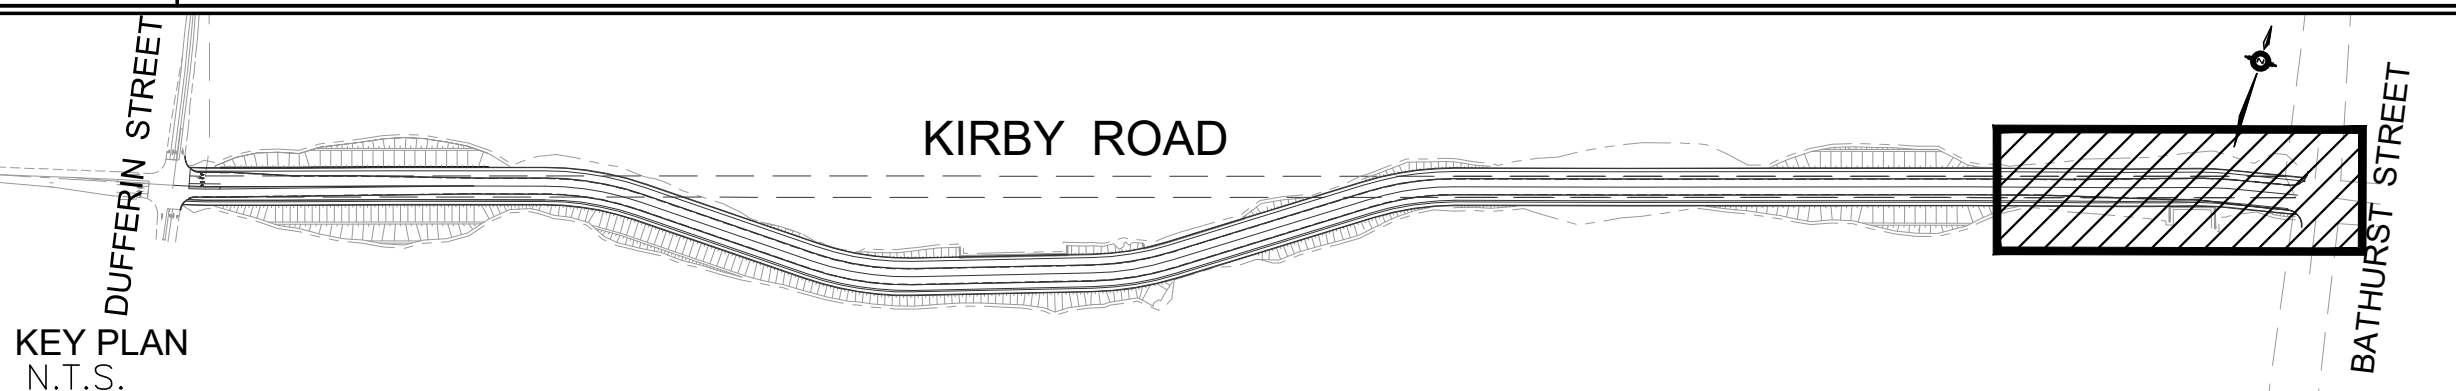 DUFFERIN STREET
KIRBY ROAD
Z
BATHURST STREET
KEY PLAN
N.T.S.